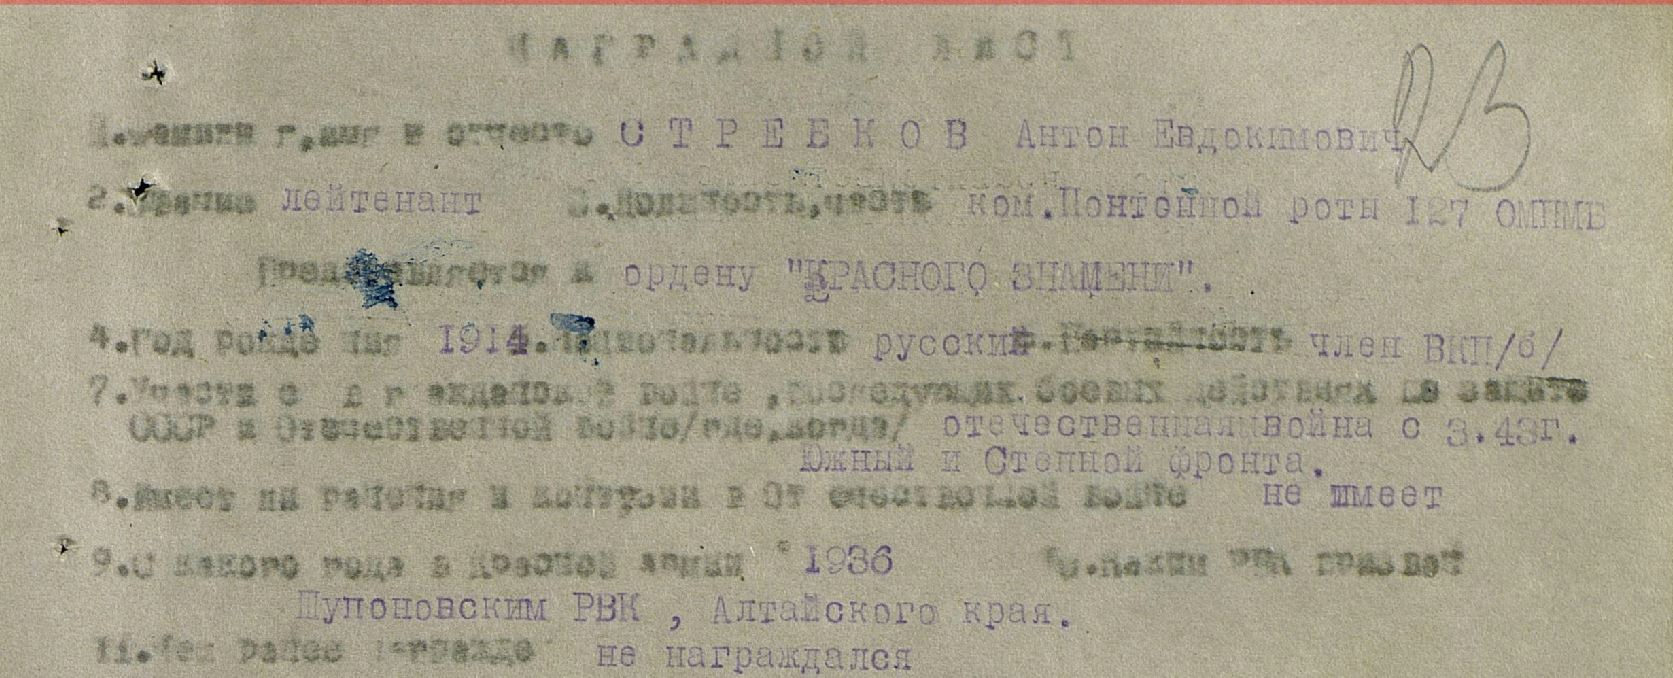 НАГРАДНОЙ ЛИСТ
23
1.Фамилия,имя и отчество СТРЕБКОВ Антон Евдокимович
2.Звание лейтенант 3.Должность,часть ком.Понтонной роты 127 ОМПМБ
Представляется к ордену "КРАСНОГО ЗНАМЕНИ".
4.Год рождения 1914.Национальность русский.Партийность член ВКП/б/
7.Участие в гражданской войне ,последующих боевых действиях по защите
СССР и Отечественной войне/где,когда/ отечественная война с 3.43г.
Южный и Степной фронта.
8.Имеет ли ранения и контузии в Отечественной войне не имеет
9.С какого года в Красной армии 1936 10.Каким РВК призван
РВК , Алтайского края.
11.Чем ранее награжден не награждался